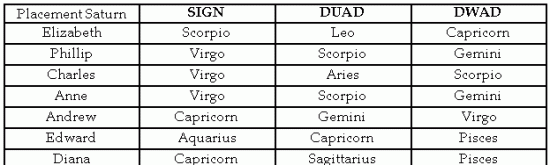 Placement Saturn SIGN DUAD DWAD
Elizabeth Scorpio Leo Capricorn
Phillip Virgo Scorpio Gemini
Charles Virgo Aries Scorpio
Anne Virgo Scorpio Gemini
Andrew Capricorn Gemini Virgo
Edward Aquarius Capricorn Pisces
Diana Capricorn Sagittarius Pisces